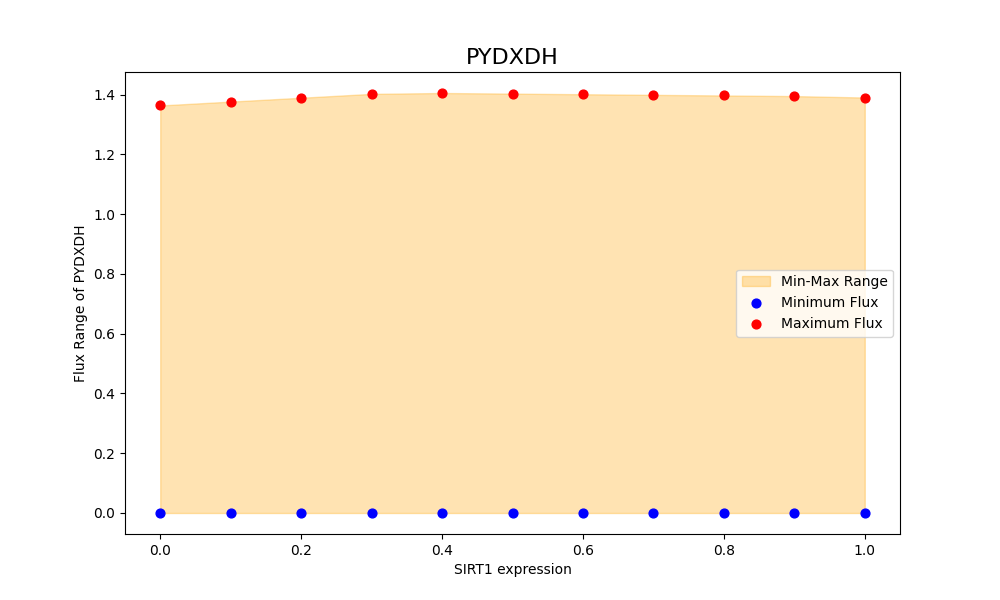 PYDXDH
Flux Range of PYDXDH
1.4
1.2
1.0
0.8
0.6
0.4
0.2
0.0
Min-Max Range
Minimum Flux
Maximum Flux
0.0 0.2 0.4 0.6 0.8 1.0
SIRT1 expression